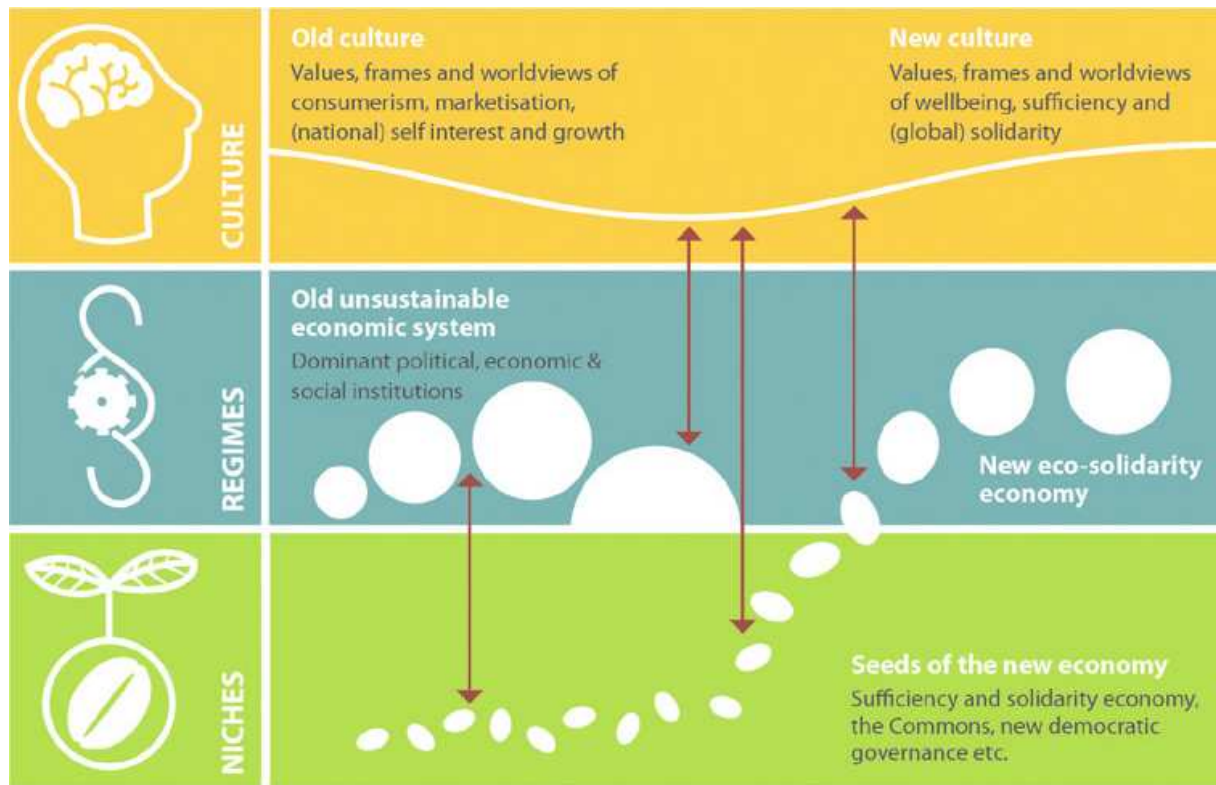 CULTURE
Old culture
Values, frames and worldviews of
consumerism, marketisation,
(national) self interest and growth
New culture
Values, frames and worldviews
of wellbeing, sufficiency and
(global) solidarity
REGIMES
Old unsustainable
economic system
Dominant political, economic &
social institutions
New eco-solidarity
economy
NICHES
Seeds of the new economy
Sufficiency and solidarity economy,
the Commons, new democratic
governance etc.